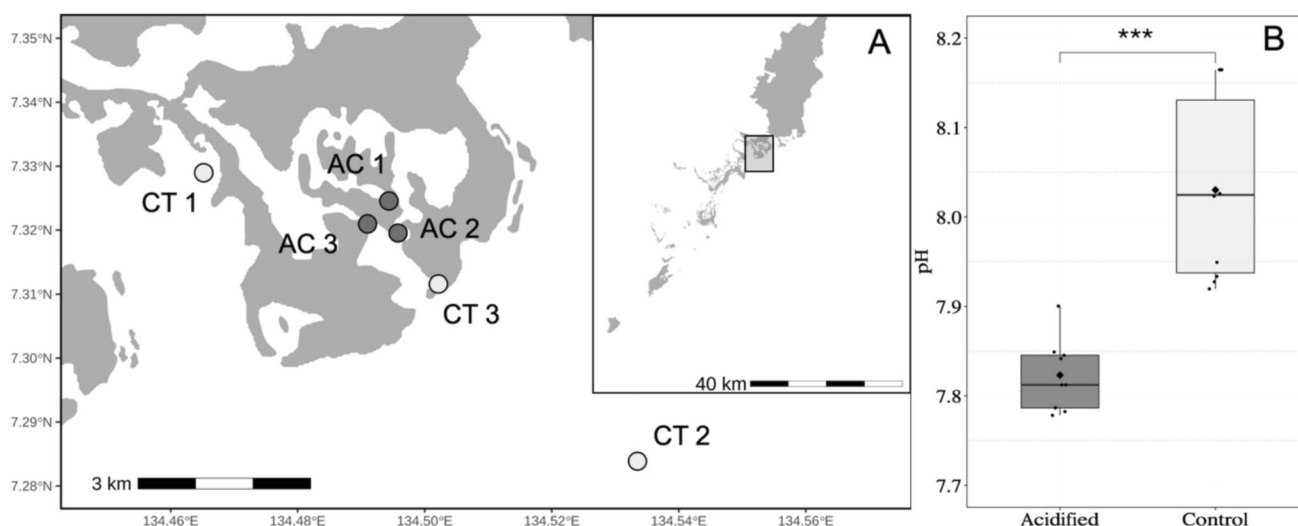 A
B
7.35°N
7.34°N
7.33°N
7.32°N
7.31°N
7.30°N
7.29°N
7.28°N
AC 1
CT 1
AC 2
AC 3
CT 3
CT 2
40 km
3 km
134.46°E
134.48°E
134.50°E
134.52°E
134.54°E
134.56°E
8.2
8.1
8.0
7.9
7.8
7.7
pH
***
Acidified
Control